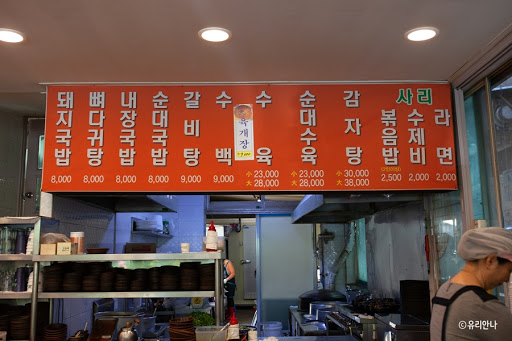 돼지국밥 8,000
뼈다귀탕 8,000
내장국밥 8,000
순대국밥 8,000
갈비탕 9,000
수백 9,000
육개장
수육 小 23,000 大 28,000
순대수육 小 23,000 大 28,000
감자탕 小 30,000 大 38,000
사리
볶음밥 2,500
수제비 2,000
라면 2,000
©유리안나